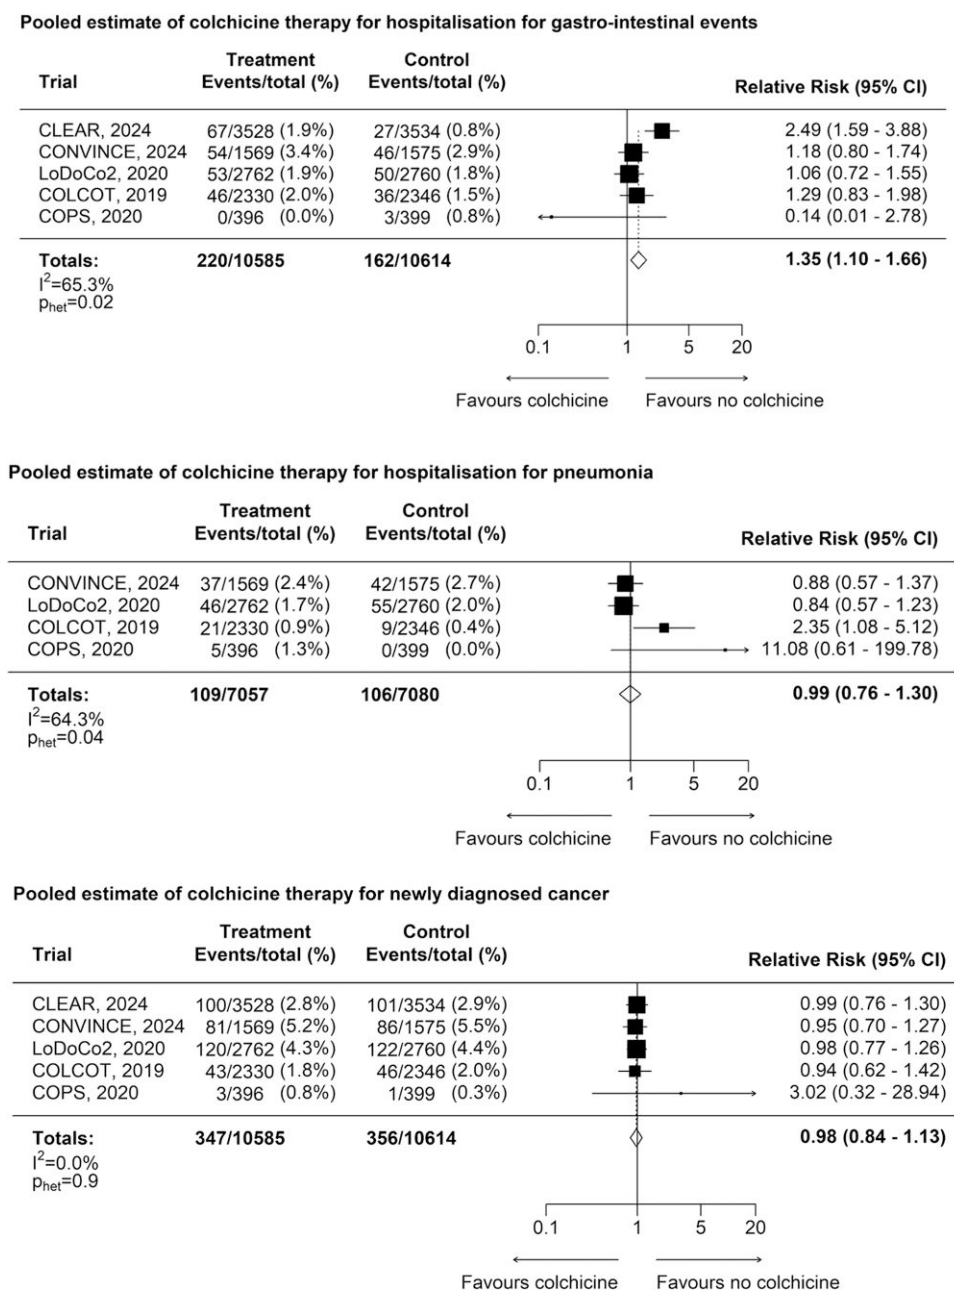 Pooled estimate of colchicine therapy for hospitalisation for gastro-intestinal events
Treatment Control
Trial Events/total (%) Events/total (%) Relative Risk (95% CI)
CLEAR, 2024 67/3528 (1.9%) 27/3534 (0.8%) 2.49 (1.59 - 3.88)
CONVINCE, 2024 54/1569 (3.4%) 46/1575 (2.9%) 1.18 (0.80 - 1.74)
LoDoCo2, 2020 53/2762 (1.9%) 50/2760 (1.8%) 1.06 (0.72 - 1.55)
COLCOT, 2019 46/2330 (2.0%) 36/2346 (1.5%) 1.29 (0.83 - 1.98)
COPS, 2020 0/396 (0.0%) 3/399 (0.8%) 0.14 (0.01 - 2.78)
Totals: 220/10585 162/10614 1.35 (1.10 - 1.66)
I²=65.3%
phet=0.02
0.1 1 5 20
Favours colchicine Favours no colchicine
Pooled estimate of colchicine therapy for hospitalisation for pneumonia
Treatment Control
Trial Events/total (%) Events/total (%) Relative Risk (95% CI)
CONVINCE, 2024 37/1569 (2.4%) 42/1575 (2.7%) 0.88 (0.57 - 1.37)
LoDoCo2, 2020 46/2762 (1.7%) 55/2760 (2.0%) 0.84 (0.57 - 1.23)
COLCOT, 2019 21/2330 (0.9%) 9/2346 (0.4%) 2.35 (1.08 - 5.12)
COPS, 2020 5/396 (1.3%) 0/399 (0.0%) 11.08 (0.61 - 199.78)
Totals: 109/7057 106/7080 0.99 (0.76 - 1.30)
I²=64.3%
phet=0.04
0.1 1 5 20
Favours colchicine Favours no colchicine
Pooled estimate of colchicine therapy for newly diagnosed cancer
Treatment Control
Trial Events/total (%) Events/total (%) Relative Risk (95% CI)
CLEAR, 2024 100/3528 (2.8%) 101/3534 (2.9%) 0.99 (0.76 - 1.30)
CONVINCE, 2024 81/1569 (5.2%) 86/1575 (5.5%) 0.95 (0.70 - 1.27)
LoDoCo2, 2020 120/2762 (4.3%) 122/2760 (4.4%) 0.98 (0.77 - 1.26)
COLCOT, 2019 43/2330 (1.8%) 46/2346 (2.0%) 0.94 (0.62 - 1.42)
COPS, 2020 3/396 (0.8%) 1/399 (0.3%) 3.02 (0.32 - 28.94)
Totals: 347/10585 356/10614 0.98 (0.84 - 1.13)
I²=0.0%
phet=0.9
0.1 1 5 20
Favours colchicine Favours no colchicine